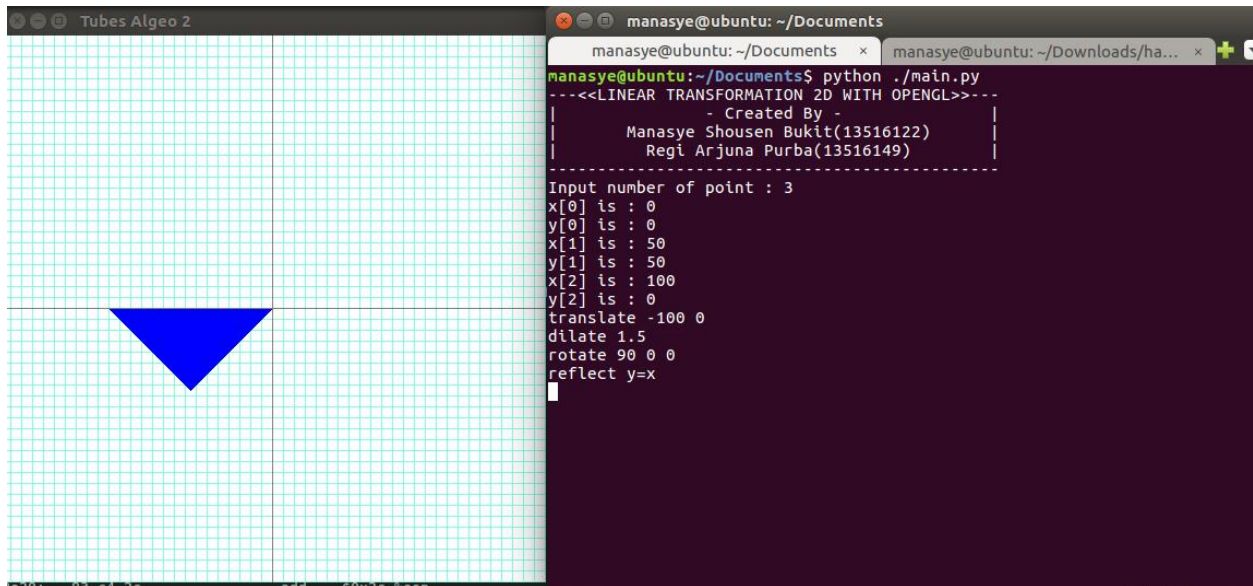 Tubes Algeo 2
manasye@ubuntu: ~/Documents
manasye@ubuntu: ~/Documents × manasye@ubuntu: ~/Downloads/ha... ×
manasye@ubuntu:~/Documents$ python ./main.py
---<<LINEAR TRANSFORMATION 2D WITH OPENGL>>---
| - Created By - |
| Manasye Shousen Bukit(13516122) |
| Regi Arjuna Purba(13516149) |
----------------------------------------------
Input number of point : 3
x[0] is : 0
y[0] is : 0
x[1] is : 50
y[1] is : 50
x[2] is : 100
y[2] is : 0
translate -100 0
dilate 1.5
rotate 90 0 0
reflect y=x